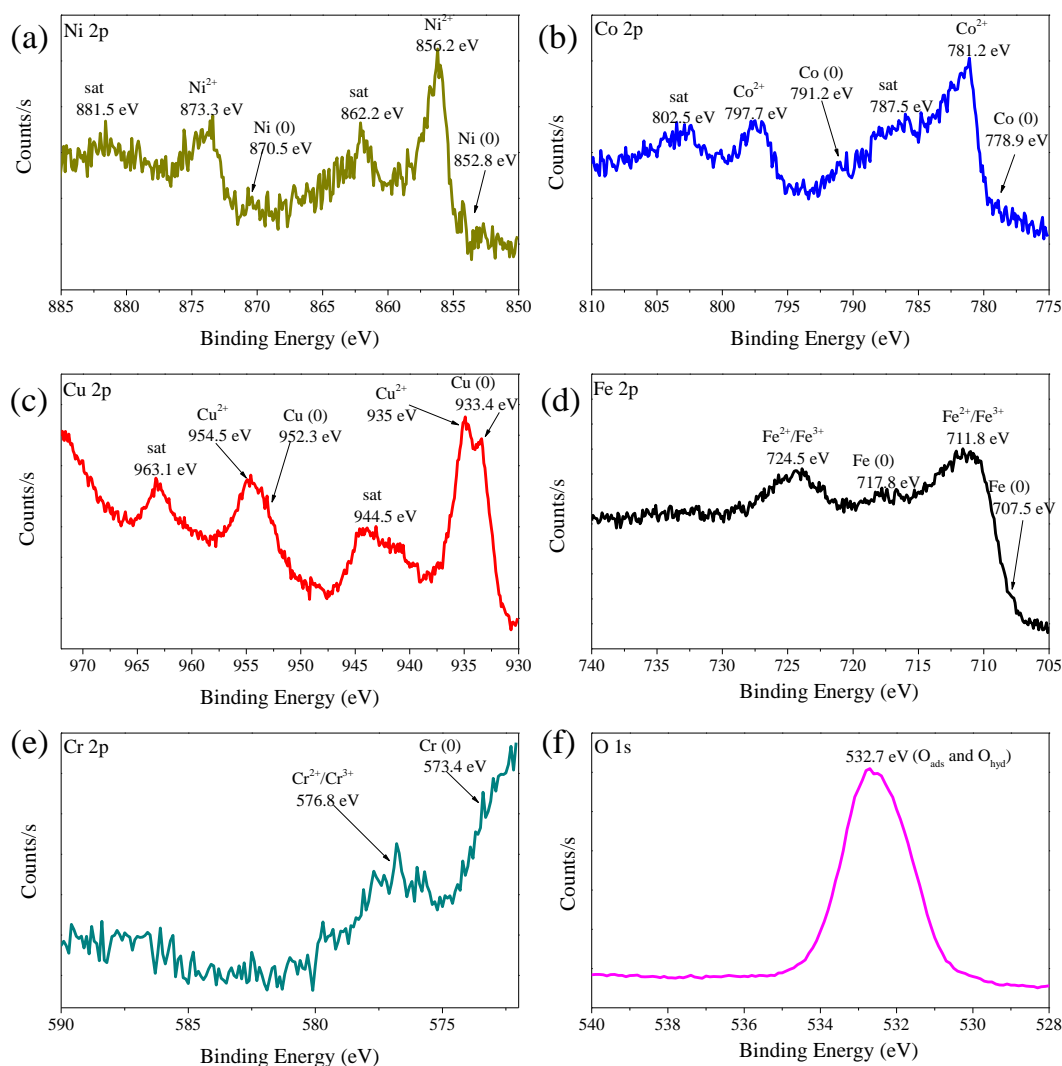 (a)
Ni 2p
Ni²⁺
856.2 eV
sat
881.5 eV
Ni²⁺
873.3 eV
Ni (0)
870.5 eV
sat
862.2 eV
Ni (0)
852.8 eV
Counts/s
885 880 875 870 865 860 855 850
Binding Energy (eV)
(b)
Co 2p
Co²⁺
781.2 eV
sat
802.5 eV
Co²⁺
797.7 eV
Co (0)
791.2 eV
sat
787.5 eV
Co (0)
778.9 eV
Counts/s
810 805 800 795 790 785 780 775
Binding Energy (eV)
(c)
Cu 2p
sat
963.1 eV
Cu²⁺
954.5 eV
Cu (0)
952.3 eV
sat
944.5 eV
Cu²⁺
935 eV
Cu (0)
933.4 eV
Counts/s
970 965 960 955 950 945 940 935 930
Binding Energy (eV)
(d)
Fe 2p
Fe²⁺/Fe³⁺
724.5 eV
Fe (0)
717.8 eV
Fe²⁺/Fe³⁺
711.8 eV
Fe (0)
707.5 eV
Counts/s
740 735 730 725 720 715 710 705
Binding Energy (eV)
(e)
Cr 2p
Cr²⁺/Cr³⁺
576.8 eV
Cr (0)
573.4 eV
Counts/s
590 585 580 575
Binding Energy (eV)
(f)
O 1s
532.7 eV (O_ads and O_hyd)
Counts/s
540 538 536 534 532 530 528
Binding Energy (eV)